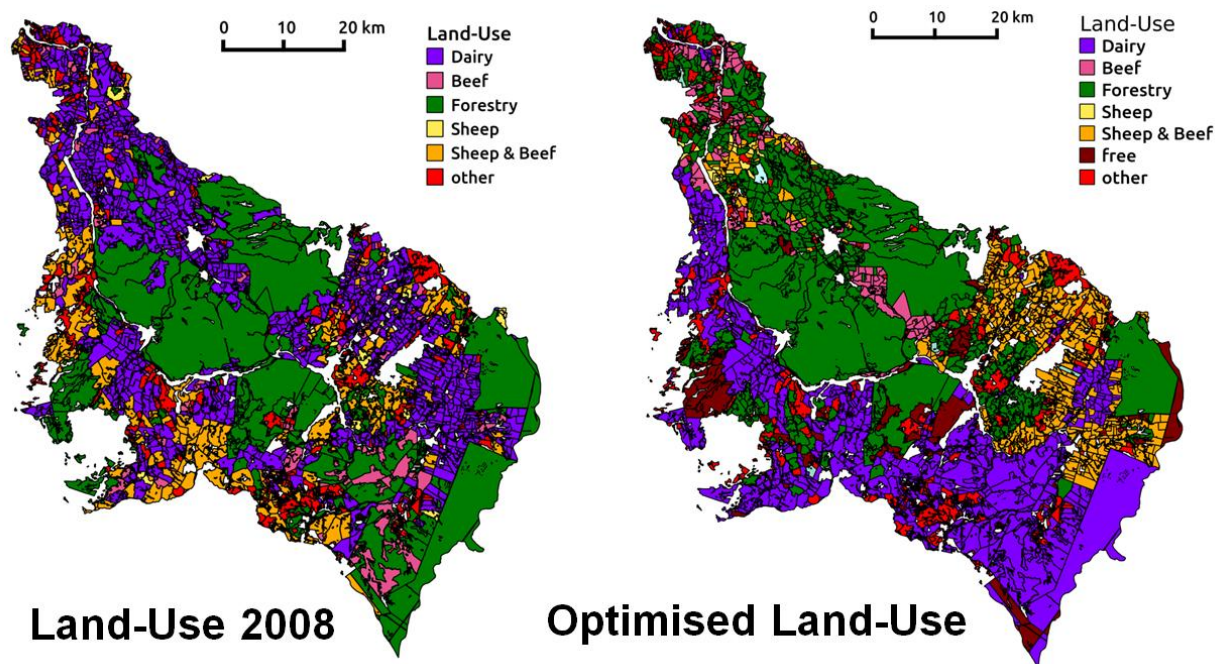 0 10 20 km
Land-Use
Dairy
Beef
Forestry
Sheep
Sheep & Beef
other
Land-Use 2008
0 10 20 km
Land-Use
Dairy
Beef
Forestry
Sheep
Sheep & Beef
free
other
Optimised Land-Use